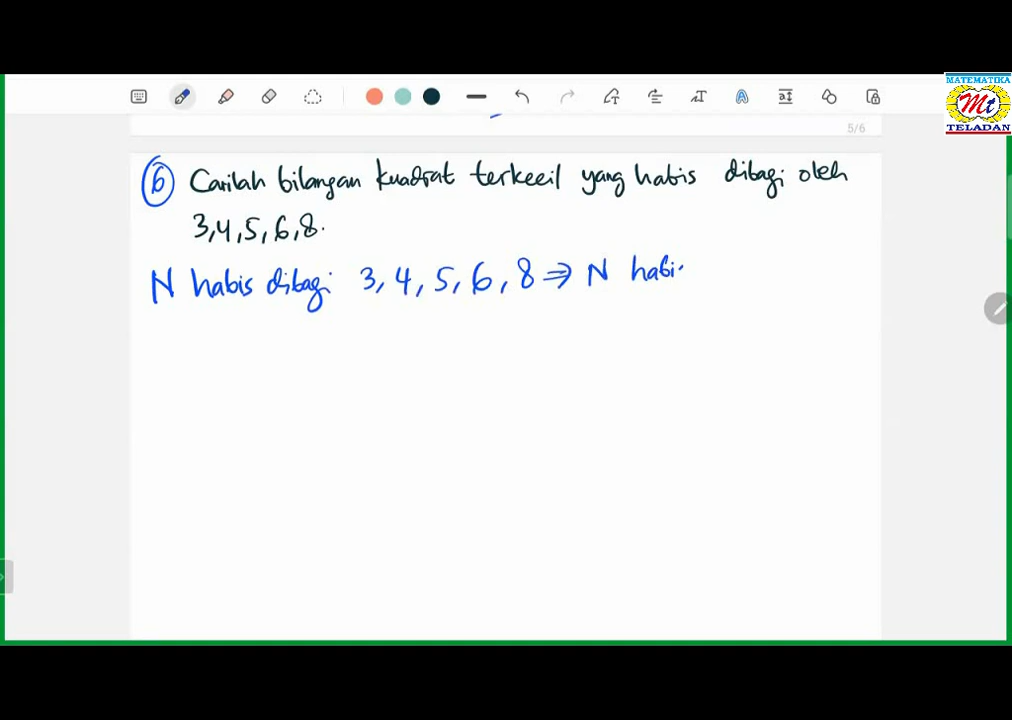 MATEMATIKA
Mt
TELADAN
5/6
6 Carilah bilangan kuadrat terkecil yang habis dibagi oleh
3,4,5,6,8.
N habis dibagi 3, 4, 5, 6, 8 ⇒ N habi